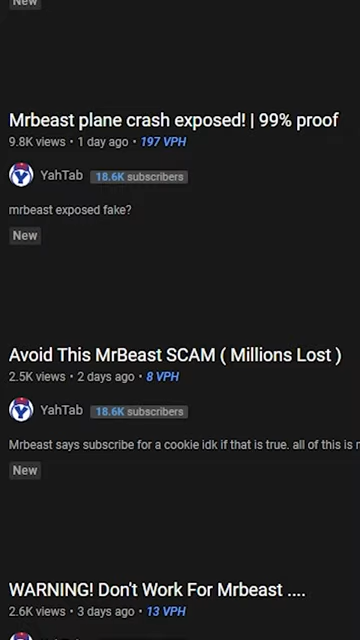 New
Mrbeast plane crash exposed! | 99% proof
9.8K views • 1 day ago • 197 VPH
YahTab 18.6K subscribers
mrbeast exposed fake?
New
Avoid This MrBeast SCAM ( Millions Lost )
2.5K views • 2 days ago • 8 VPH
YahTab 18.6K subscribers
Mrbeast says subscribe for a cookie idk if that is true. all of this is
New
WARNING! Don't Work For Mrbeast ....
2.6K views • 3 days ago • 13 VPH